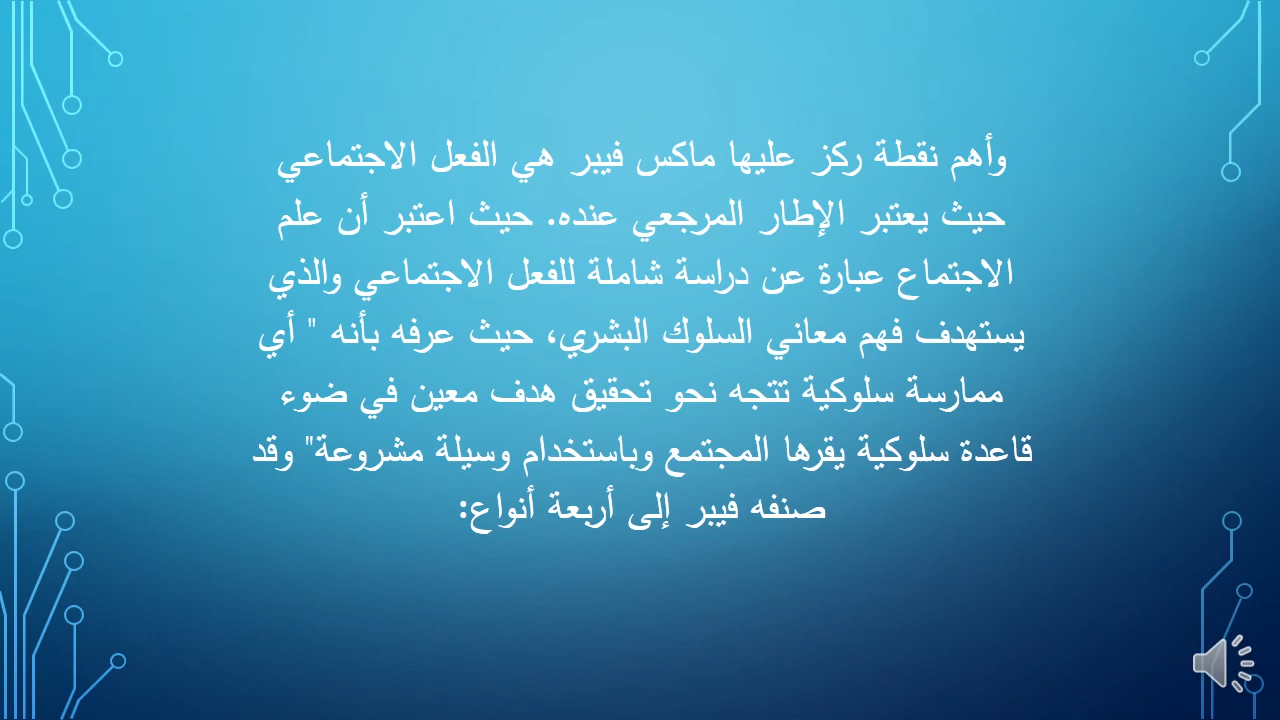 وأهم نقطة ركز عليها ماكس فيبر هي الفعل الاجتماعي
حيث يعتبر الإطار المرجعي عنده. حيث اعتبر أن علم
الاجتماع عبارة عن دراسة شاملة للفعل الاجتماعي والذي
يستهدف فهم معاني السلوك البشري، حيث عرفه بأنه " أي
ممارسة سلوكية تتجه نحو تحقيق هدف معين في ضوء
قاعدة سلوكية يقرها المجتمع وباستخدام وسيلة مشروعة" وقد
صنفه فيبر إلى أربعة أنواع: